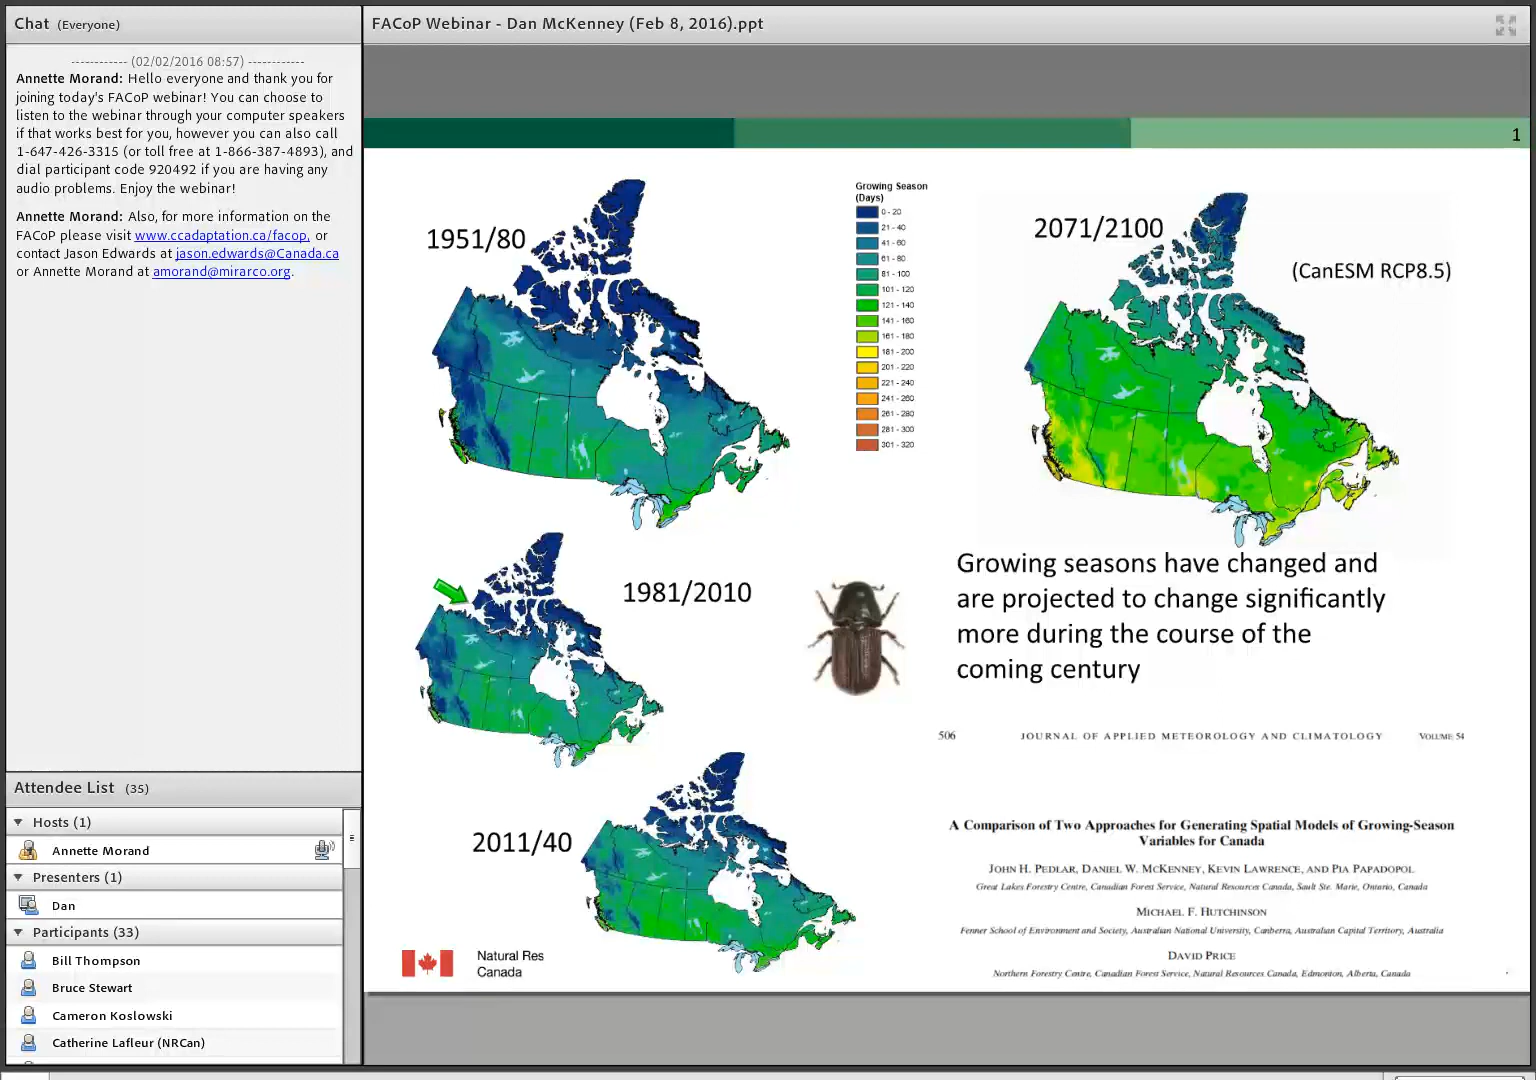 Chat (Everyone)
------------ (02/02/2016 08:57) ------------
Annette Morand: Hello everyone and thank you for
joining today's FACoP webinar! You can choose to
listen to the webinar through your computer speakers
if that works best for you, however you can also call
1-647-426-3315 (or toll free at 1-866-387-4893), and
dial participant code 920492 if you are having any
audio problems. Enjoy the webinar!
Annette Morand: Also, for more information on the
FACoP please visit www.ccadaptation.ca/facop, or
contact Jason Edwards at jason.edwards@Canada.ca
or Annette Morand at amorand@mirarco.org.
Attendee List (35)
Hosts (1)
Annette Morand
Presenters (1)
Dan
Participants (33)
Bill Thompson
Bruce Stewart
Cameron Koslowski
Catherine Lafleur (NRCan)
FACoP Webinar - Dan McKenney (Feb 8, 2016).ppt
1
1951/80
Growing Season
(Days)
0 - 20
21 - 40
41 - 60
61 - 80
81 - 100
101 - 120
121 - 140
141 - 160
161 - 180
181 - 200
201 - 220
221 - 240
241 - 260
261 - 280
281 - 300
301 - 320
2071/2100
(CanESM RCP8.5)
1981/2010
Growing seasons have changed and
are projected to change significantly
more during the course of the
coming century
2011/40
506 JOURNAL OF APPLIED METEOROLOGY AND CLIMATOLOGY VOLUME 54
A Comparison of Two Approaches for Generating Spatial Models of Growing-Season
Variables for Canada
JOHN H. PEDLAR, DANIEL W. MCKENNEY, KEVIN LAWRENCE, AND PIA PAPADOPOL
Great Lakes Forestry Centre, Canadian Forest Service, Natural Resources Canada, Sault Ste. Marie, Ontario, Canada
MICHAEL F. HUTCHINSON
Fenner School of Environment and Society, Australian National University, Canberra, Australian Capital Territory, Australia
DAVID PRICE
Northern Forestry Centre, Canadian Forest Service, Natural Resources Canada, Edmonton, Alberta, Canada
Natural Res
Canada